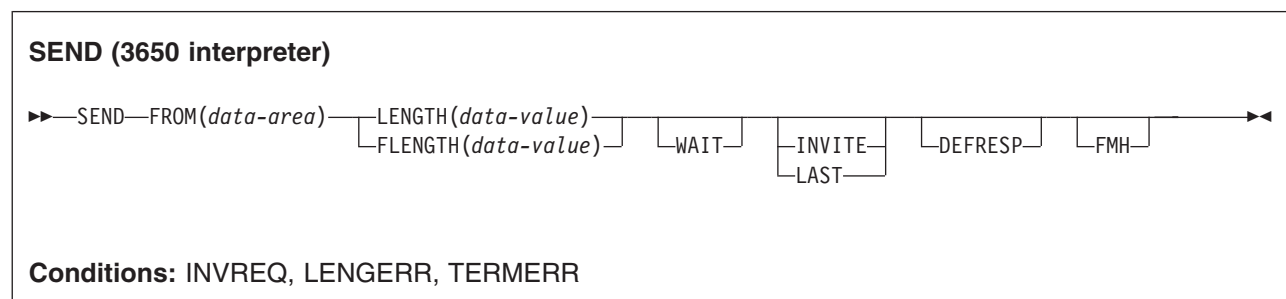 SEND (3650 interpreter)
SEND FROM(data-area) LENGTH(data-value)
FLENGTH(data-value) WAIT INVITE DEFRESP FMH
LAST
Conditions: INVREQ, LENGERR, TERMERR